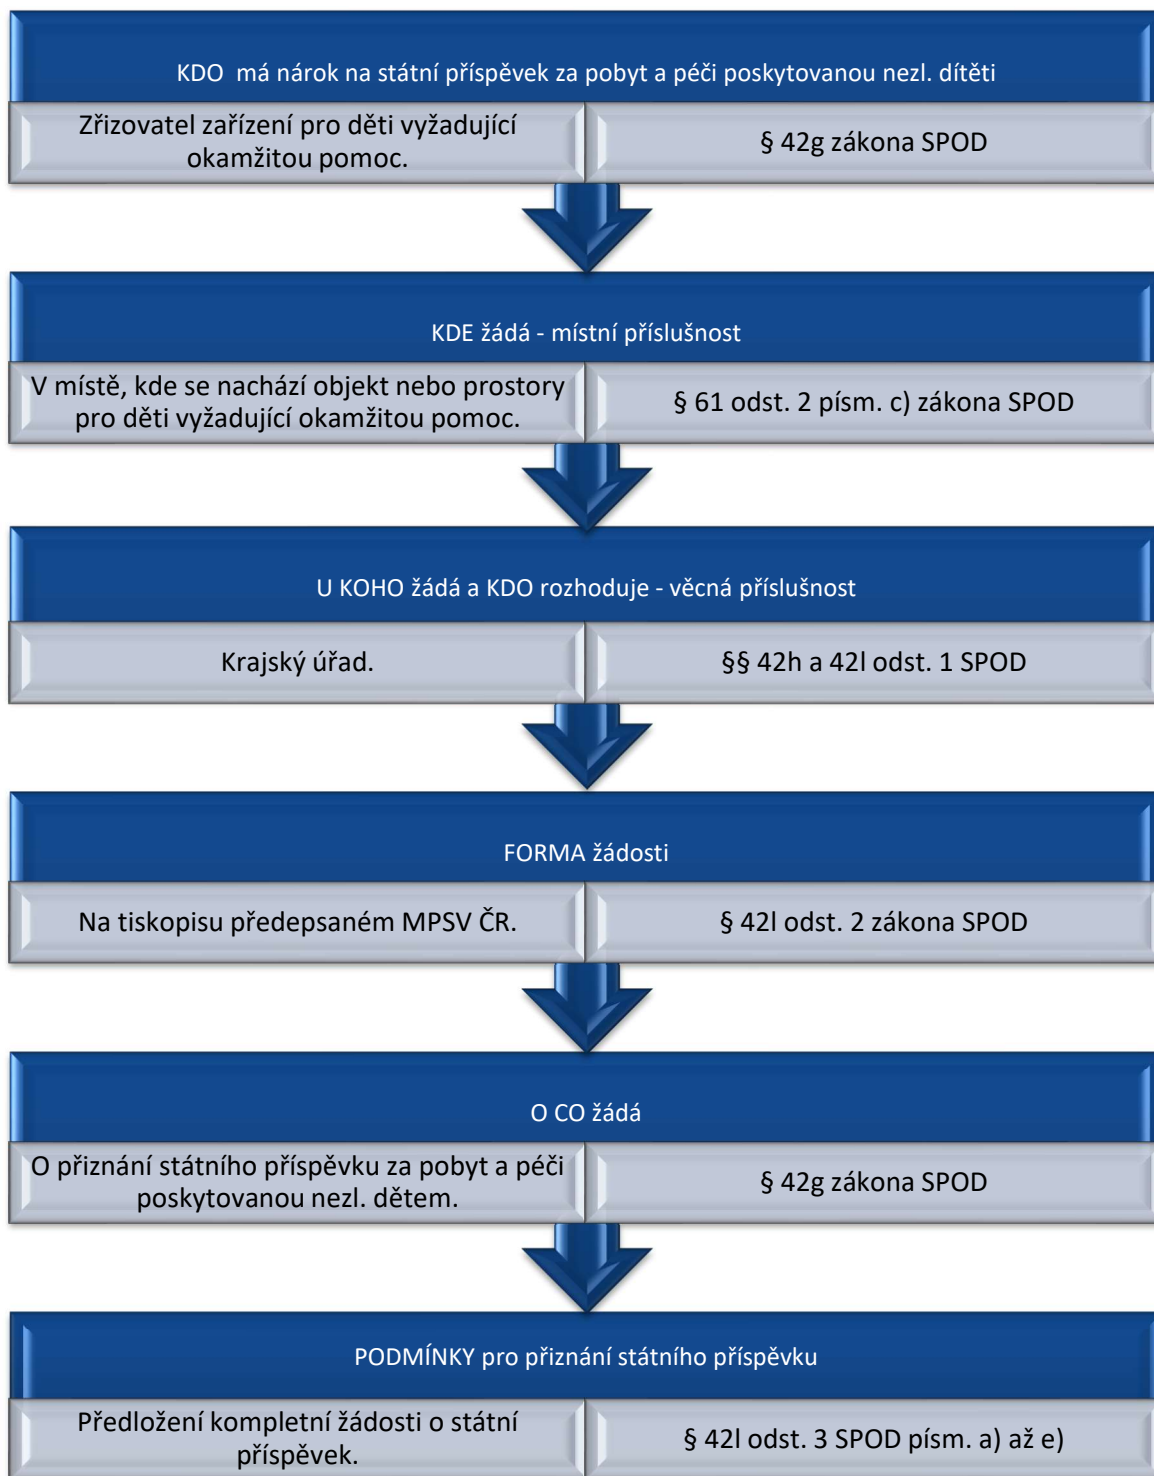 KDO  má nárok na státní příspěvek za pobyt a péči poskytovanou nezl. dítěti
Zřizovatel zařízení pro děti vyžadující
okamžitou pomoc.
§ 42g zákona SPOD
KDE žádá - místní příslušnost
V místě, kde se nachází objekt nebo prostory
pro děti vyžadující okamžitou pomoc.
§ 61 odst. 2 písm. c) zákona SPOD
U KOHO žádá a KDO rozhoduje - věcná příslušnost
Krajský úřad.
§§ 42h a 42l odst. 1 SPOD
FORMA žádosti
Na tiskopisu předepsaném MPSV ČR.
§ 42l odst. 2 zákona SPOD
O CO žádá
O přiznání státního příspěvku za pobyt a péči
poskytovanou nezl. dětem.
§ 42g zákona SPOD
PODMÍNKY pro přiznání státního příspěvku
Předložení kompletní žádosti o státní
příspěvek.
§ 42l odst. 3 SPOD písm. a) až e)